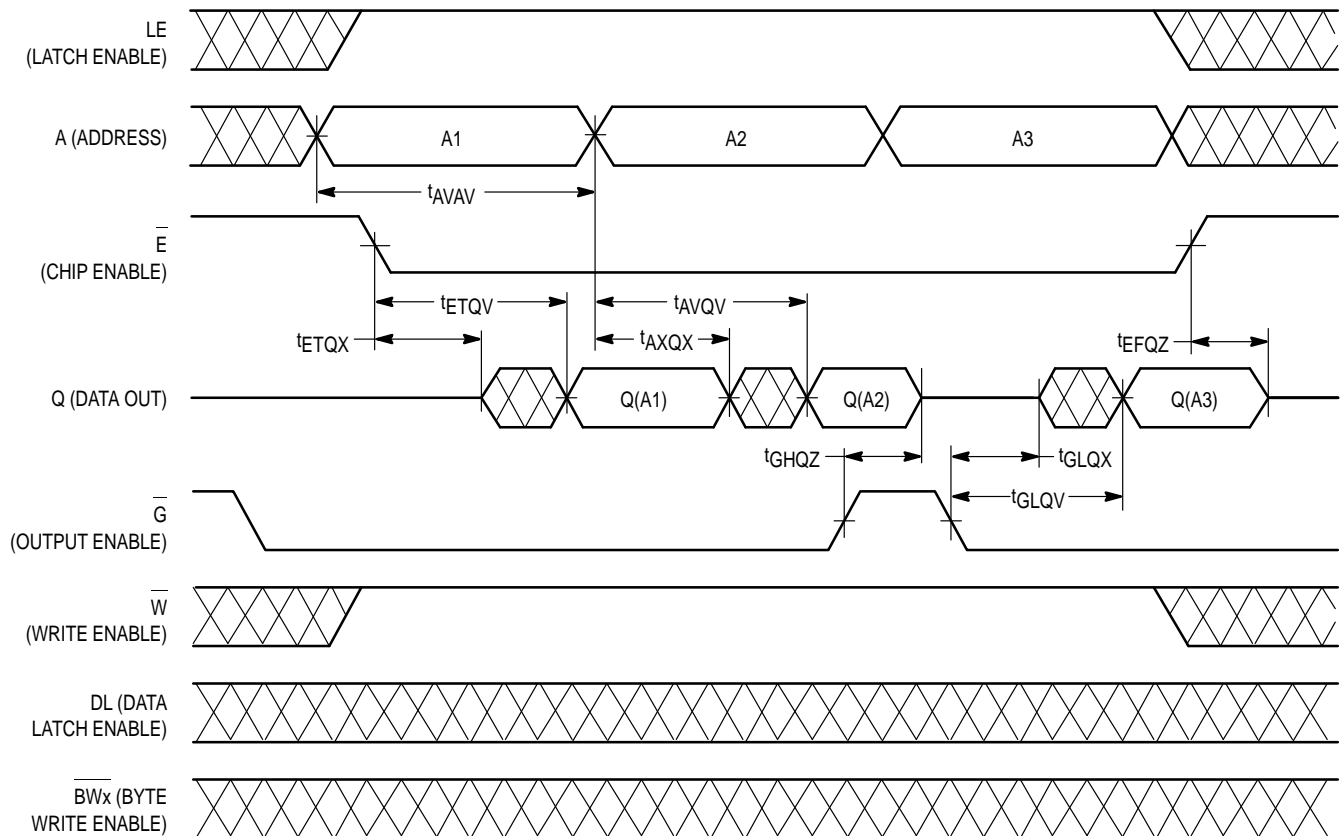 LE
(LATCH ENABLE)
A (ADDRESS)
A1
A2
A3
tAVAV
E
(CHIP ENABLE)
tETQV
tAVQV
tETQX
tAXQX
tEFQZ
Q (DATA OUT)
Q(A1)
Q(A2)
Q(A3)
tGHQZ
tGLQX
tGLQV
G
(OUTPUT ENABLE)
W
(WRITE ENABLE)
DL (DATA
LATCH ENABLE)
BWx (BYTE
WRITE ENABLE)